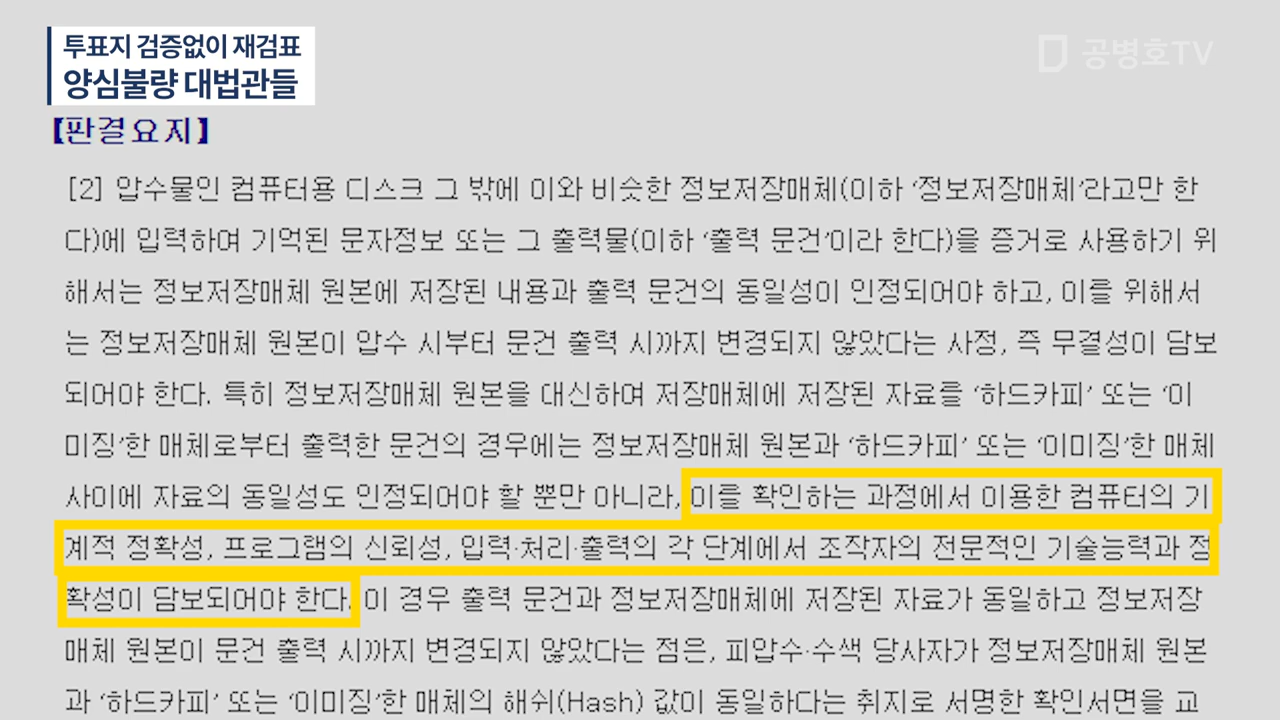 투표지 검증없이 재검표
양심불량 대법관들
공병호TV
【판결요지】
[2] 압수물인 컴퓨터용 디스크 그 밖에 이와 비슷한 정보저장매체(이하 ‘정보저장매체’라고만 한
다)에 입력하여 기억된 문자정보 또는 그 출력물(이하 ‘출력 문건’이라 한다)을 증거로 사용하기 위
해서는 정보저장매체 원본에 저장된 내용과 출력 문건의 동일성이 인정되어야 하고, 이를 위해서
는 정보저장매체 원본이 압수 시부터 문건 출력 시까지 변경되지 않았다는 사정, 즉 무결성이 담보
되어야 한다. 특히 정보저장매체 원본을 대신하여 저장매체에 저장된 자료를 ‘하드카피’ 또는 ‘이
미징’한 매체로부터 출력한 문건의 경우에는 정보저장매체 원본과 ‘하드카피’ 또는 ‘이미징’한 매체
사이에 자료의 동일성도 인정되어야 할 뿐만 아니라, 이를 확인하는 과정에서 이용한 컴퓨터의 기
계적 정확성, 프로그램의 신뢰성, 입력·처리·출력의 각 단계에서 조작자의 전문적인 기술능력과 정
확성이 담보되어야 한다. 이 경우 출력 문건과 정보저장매체에 저장된 자료가 동일하고 정보저장
매체 원본이 문건 출력 시까지 변경되지 않았다는 점은, 피압수·수색 당사자가 정보저장매체 원본
과 ‘하드카피’ 또는 ‘이미징’한 매체의 해쉬(Hash) 값이 동일하다는 취지로 서명한 확인서면을 교